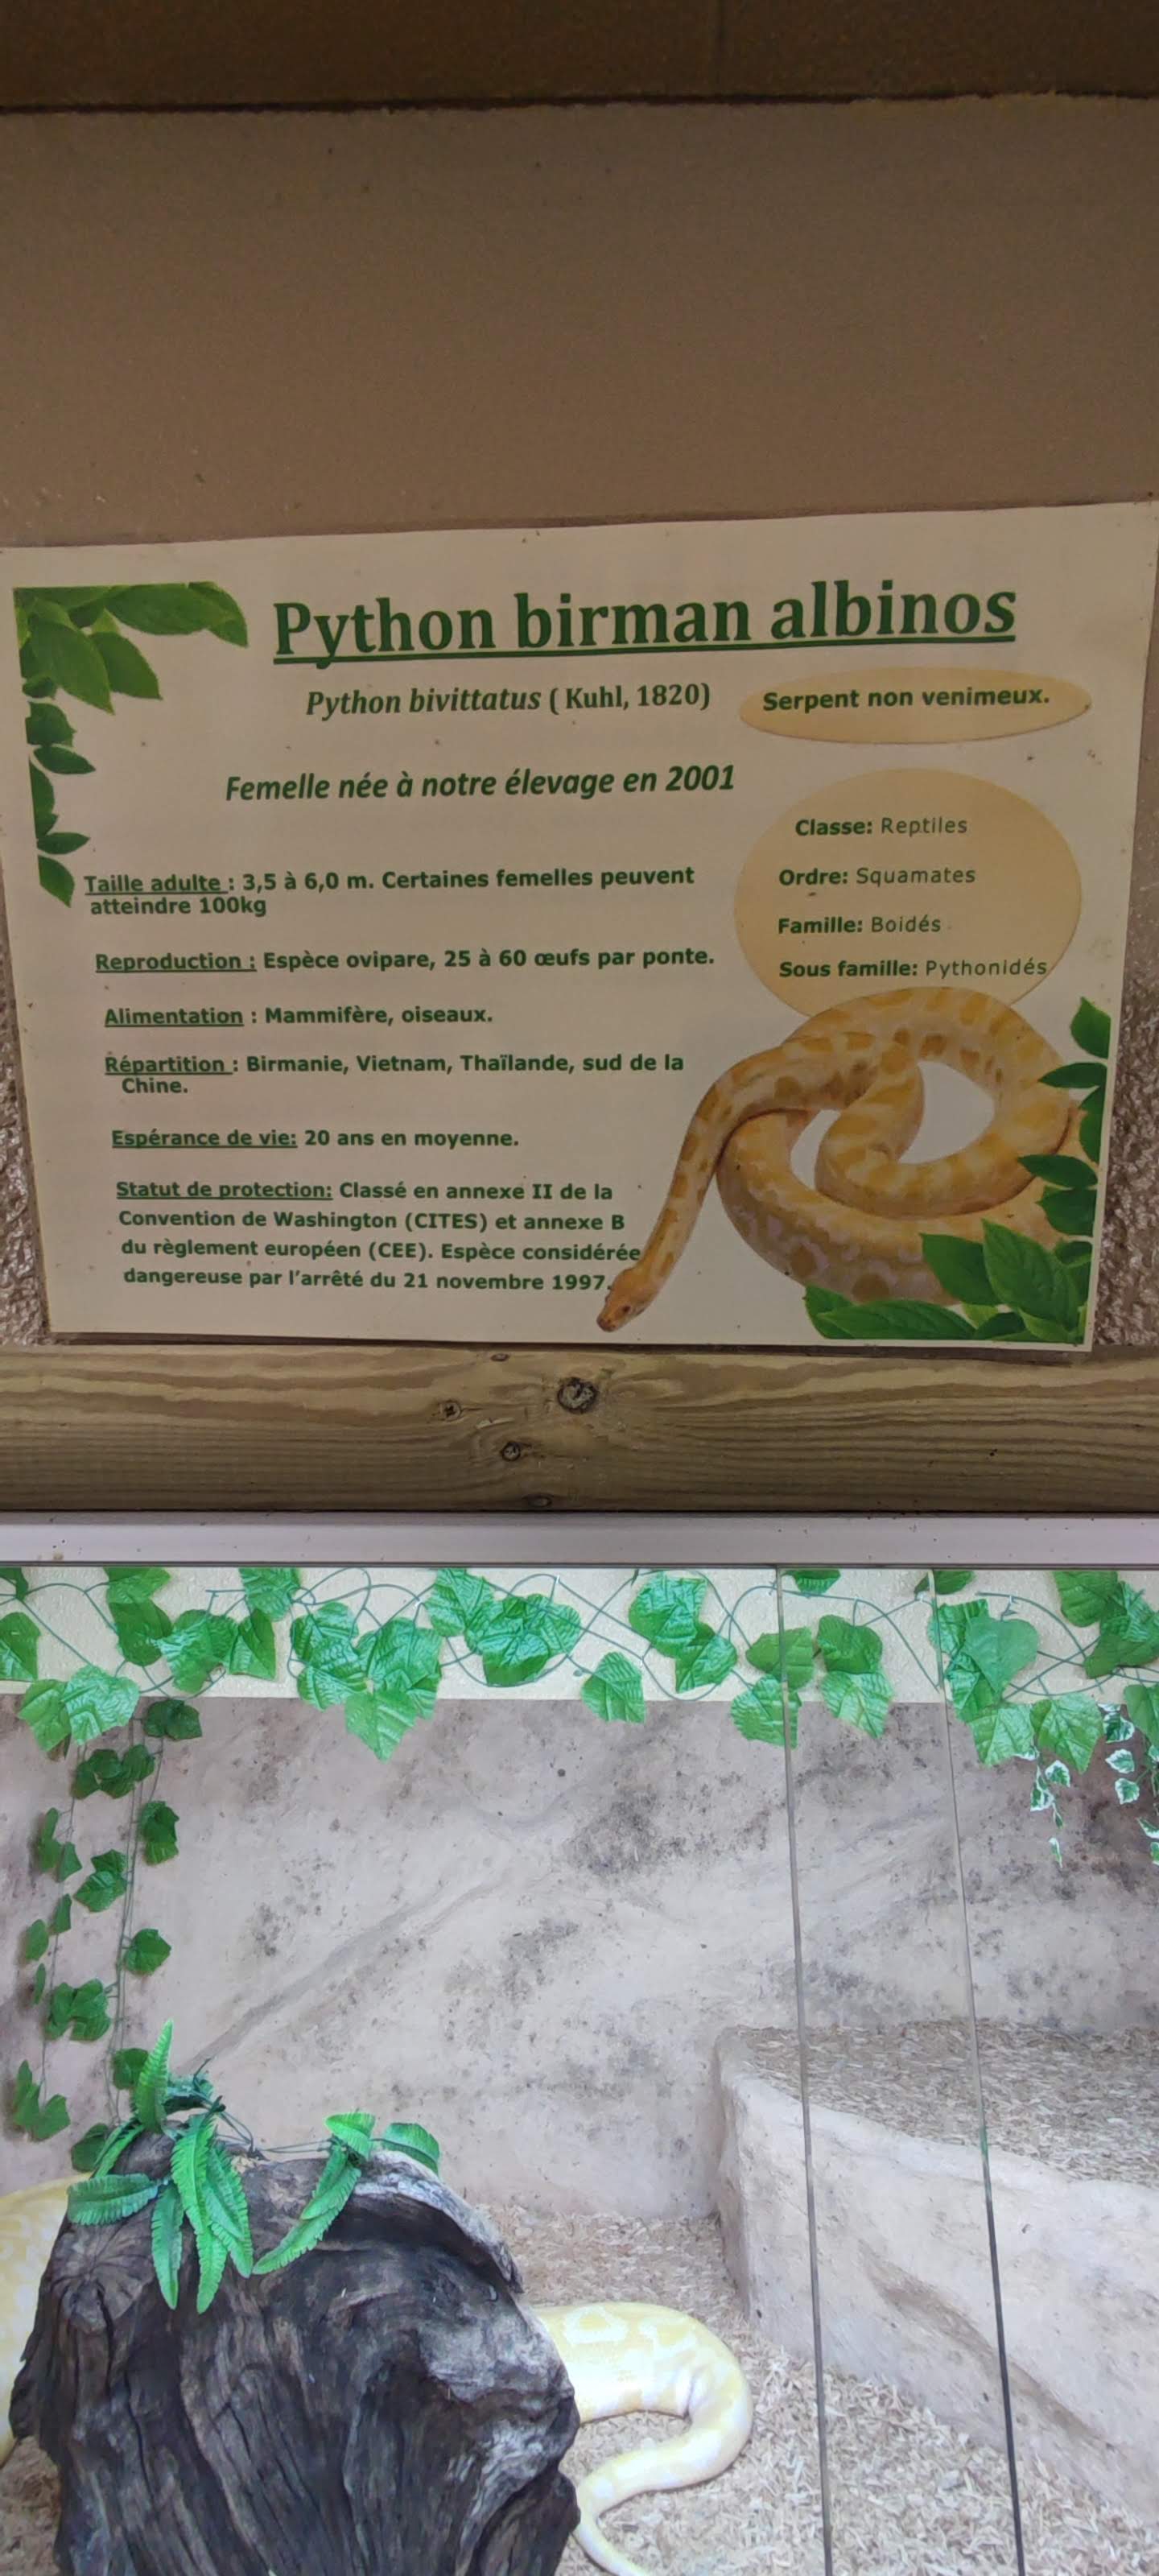 Python birman albinos
Python bivittatus ( Kuhl, 1820)
Serpent non venimeux.
Femelle née à notre élevage en 2001
Classe: Reptiles
Ordre: Squamates
Famille: Boidés
Sous famille: Pythonidés
Taille adulte : 3,5 à 6,0 m. Certaines femelles peuvent
atteindre 100kg
Reproduction : Espèce ovipare, 25 à 60 œufs par ponte.
Alimentation : Mammifère, oiseaux.
Répartition : Birmanie, Vietnam, Thaïlande, sud de la
Chine.
Espérance de vie: 20 ans en moyenne.
Statut de protection: Classé en annexe II de la
Convention de Washington (CITES) et annexe B
du règlement européen (CEE). Espèce considérée
dangereuse par l'arrêté du 21 novembre 1997.